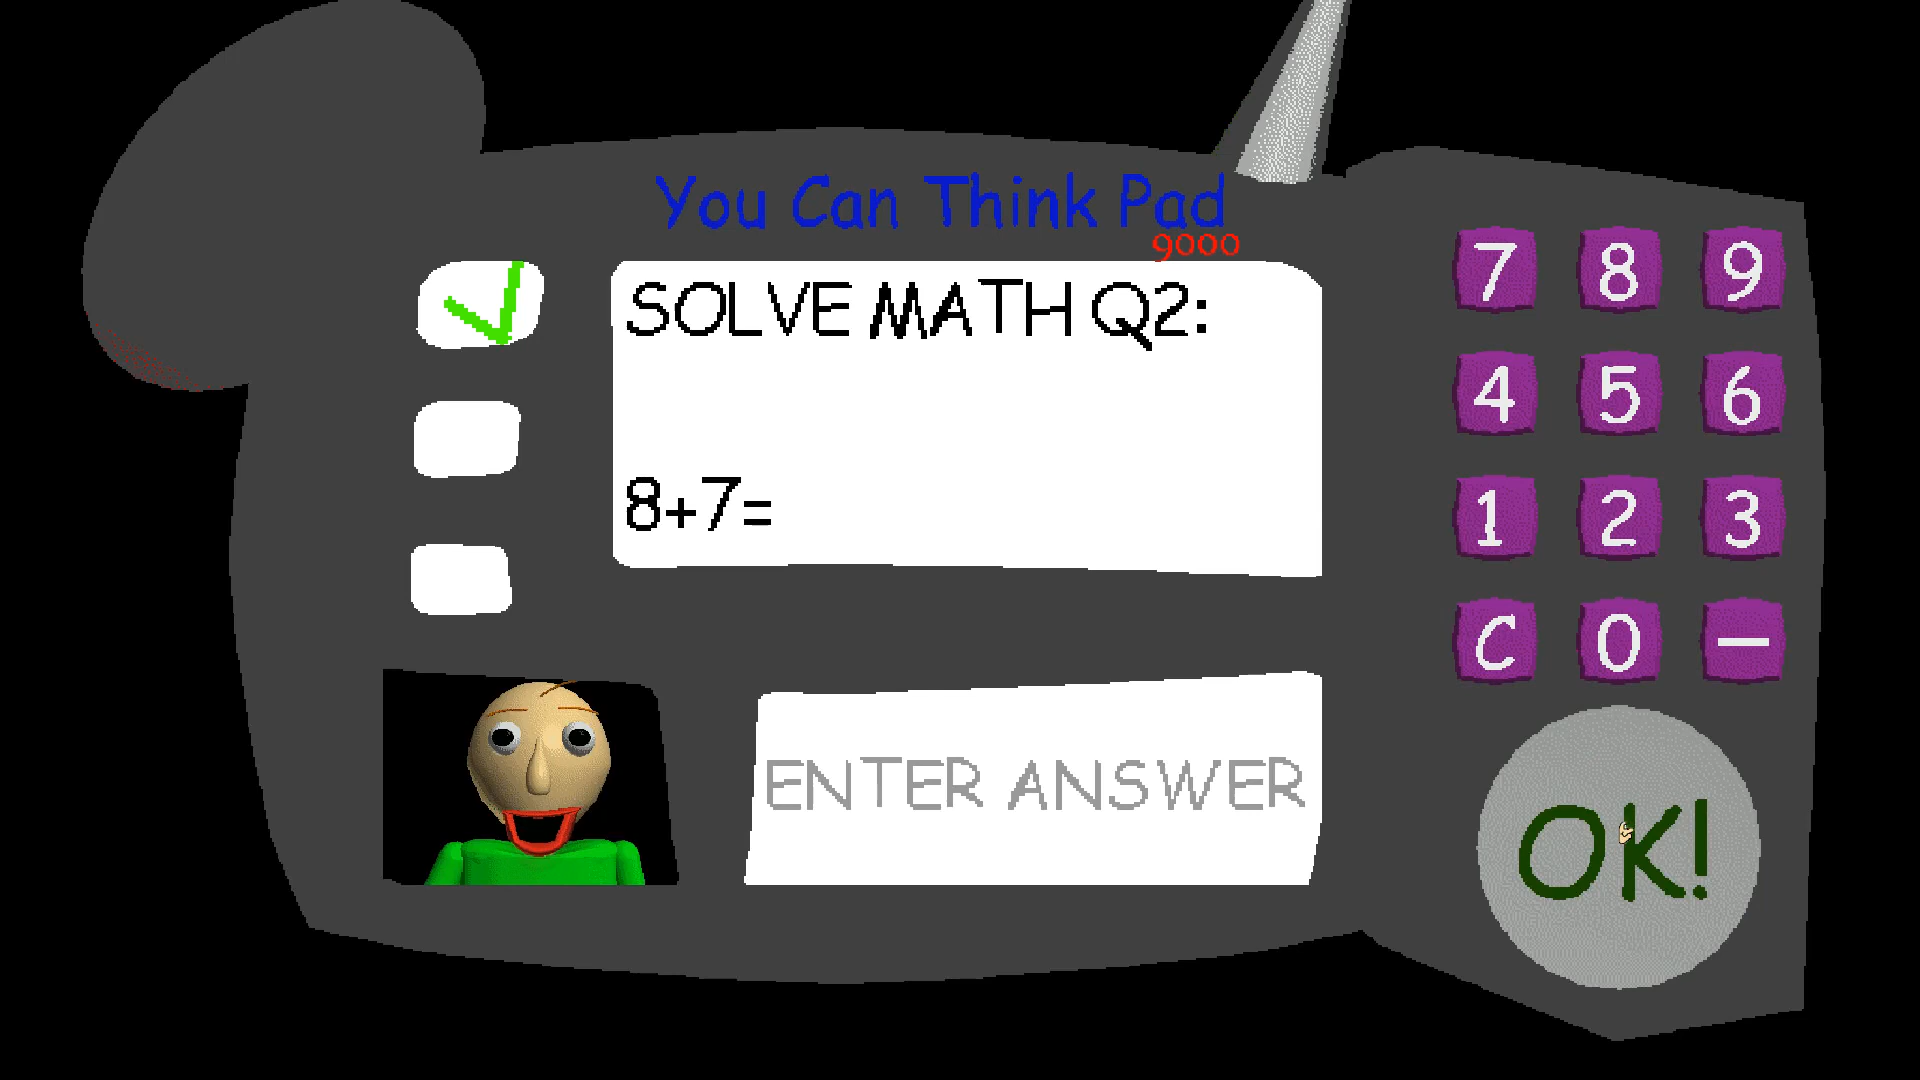 You Can Think Pad
9000
SOLVE MATH Q2:
8+7=
ENTER ANSWER
7 8 9
4 5 6
1 2 3
C 0 –
OK!